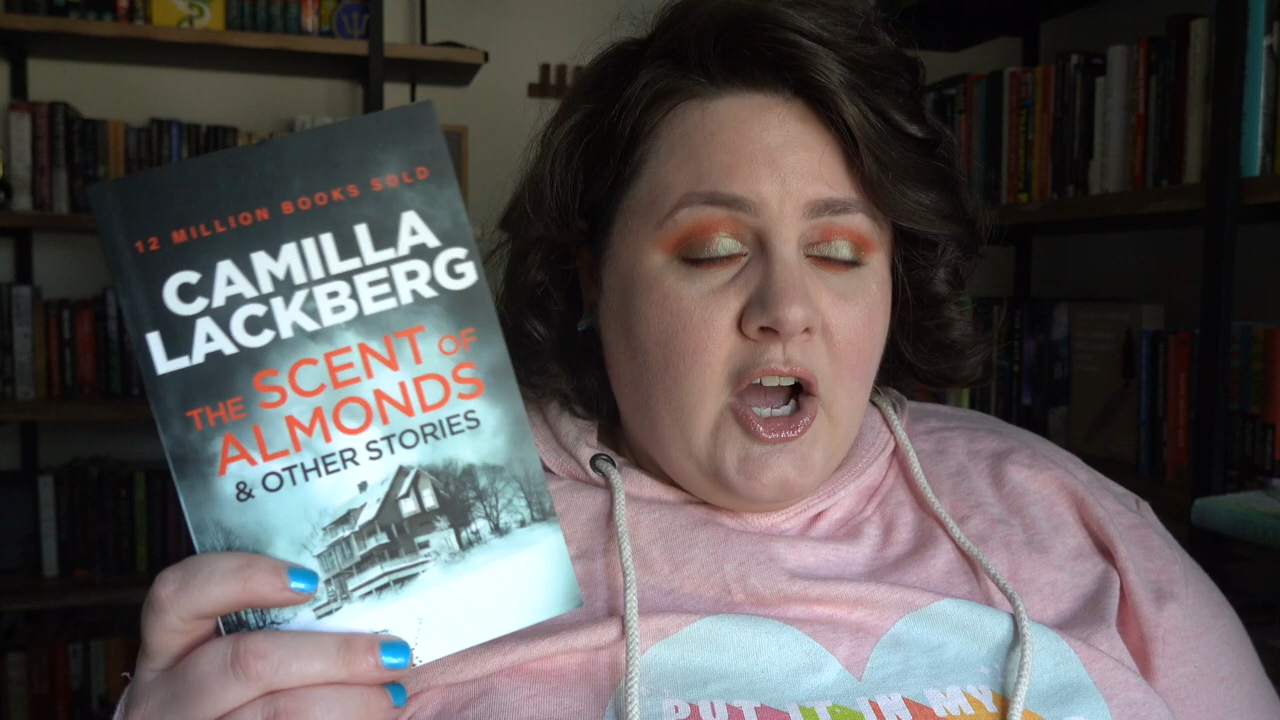 12 MILLION BOOKS SOLD
CAMILLA
LACKBERG
THE SCENT OF
ALMONDS
& OTHER STORIES
PUT IT IN MY